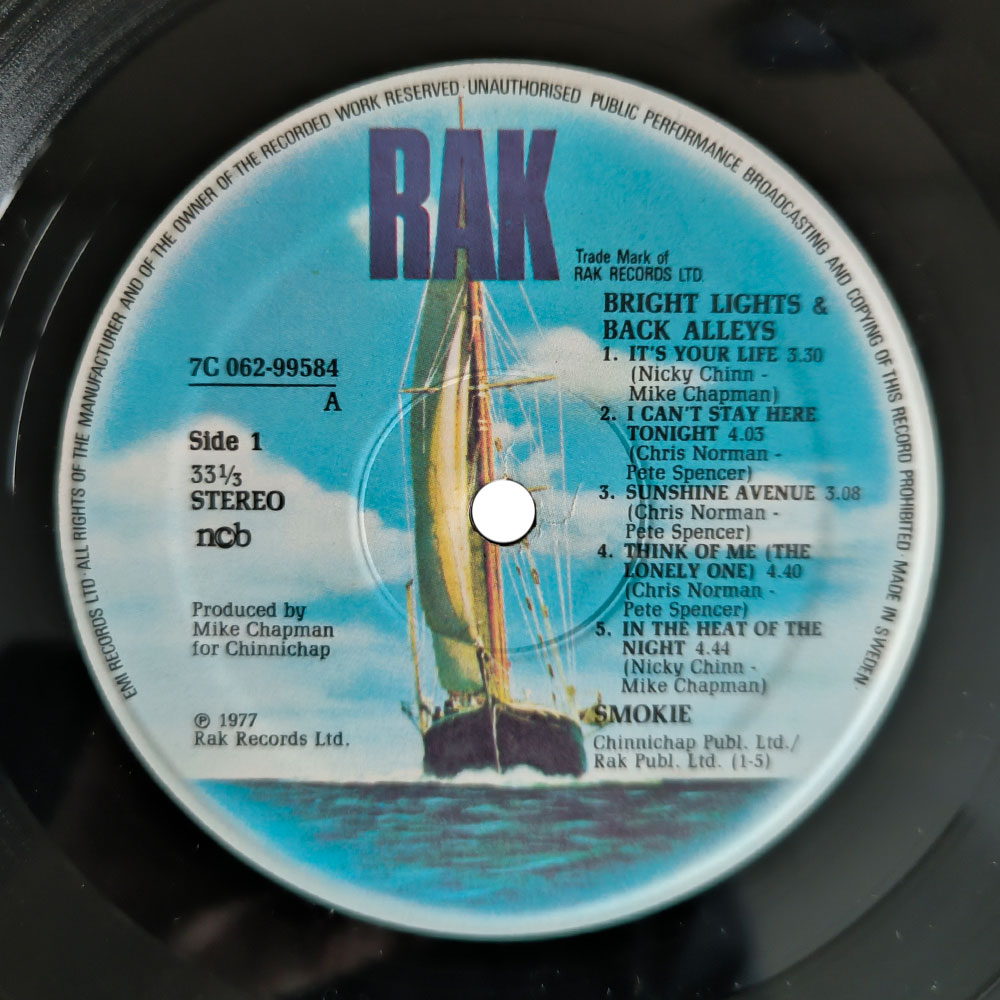 EMI RECORDS LTD · ALL RIGHTS OF THE MANUFACTURER AND OF THE OWNER OF THE RECORDED WORK RESERVED · UNAUTHORISED PUBLIC PERFORMANCE BROADCASTING AND COPYING OF THIS RECORD PROHIBITED · MADE IN SWEDEN ·
RAK
Trade Mark of
RAK RECORDS LTD.
BRIGHT LIGHTS &
BACK ALLEYS
1. IT'S YOUR LIFE 3.30
(Nicky Chinn -
Mike Chapman)
2. I CAN'T STAY HERE
TONIGHT 4.03
(Chris Norman -
Pete Spencer)
3. SUNSHINE AVENUE 3.08
(Chris Norman -
Pete Spencer)
4. THINK OF ME (THE
LONELY ONE) 4.40
(Chris Norman -
Pete Spencer)
5. IN THE HEAT OF THE
NIGHT 4.44
(Nicky Chinn -
Mike Chapman)
SMOKIE
Chinnichap Publ. Ltd./
Rak Publ. Ltd. (1-5)
7C 062-99584
A
Side 1
33⅓
STEREO
ncb
Produced by
Mike Chapman
for Chinnichap
℗ 1977
Rak Records Ltd.